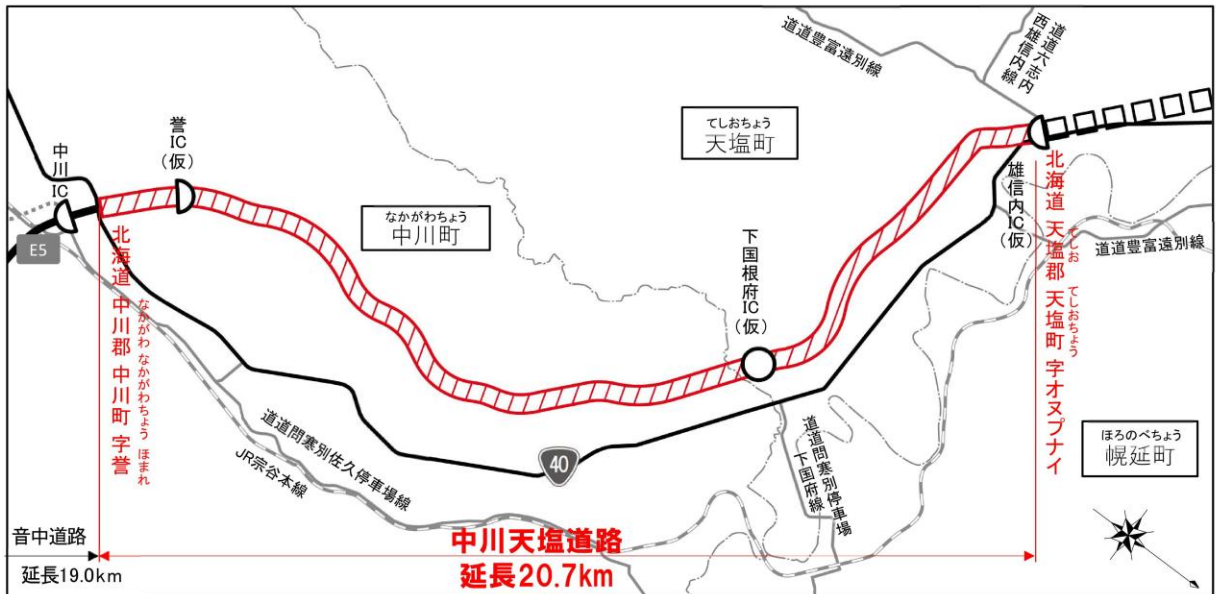 道道豊富遠別線
道道六志内
西雄信内線
てしおちょう
天塩町
中川
IC
誉
IC
(仮)
なかがわちょう
中川町
E5
北海道 中川郡 中川町 字誉
なかがわ なかがわちょう ほまれ
下国根府IC
(仮)
雄信内IC(仮)
北海道 天塩郡 天塩町 字オヌプナイ
てしお てしおちょう
道道豊富遠別線
ほろのべちょう
幌延町
道道問寒別佐久停車場線
JR宗谷本線
40
道道問寒別停車場
下国府線
音中道路
延長19.0km
中川天塩道路
延長20.7km